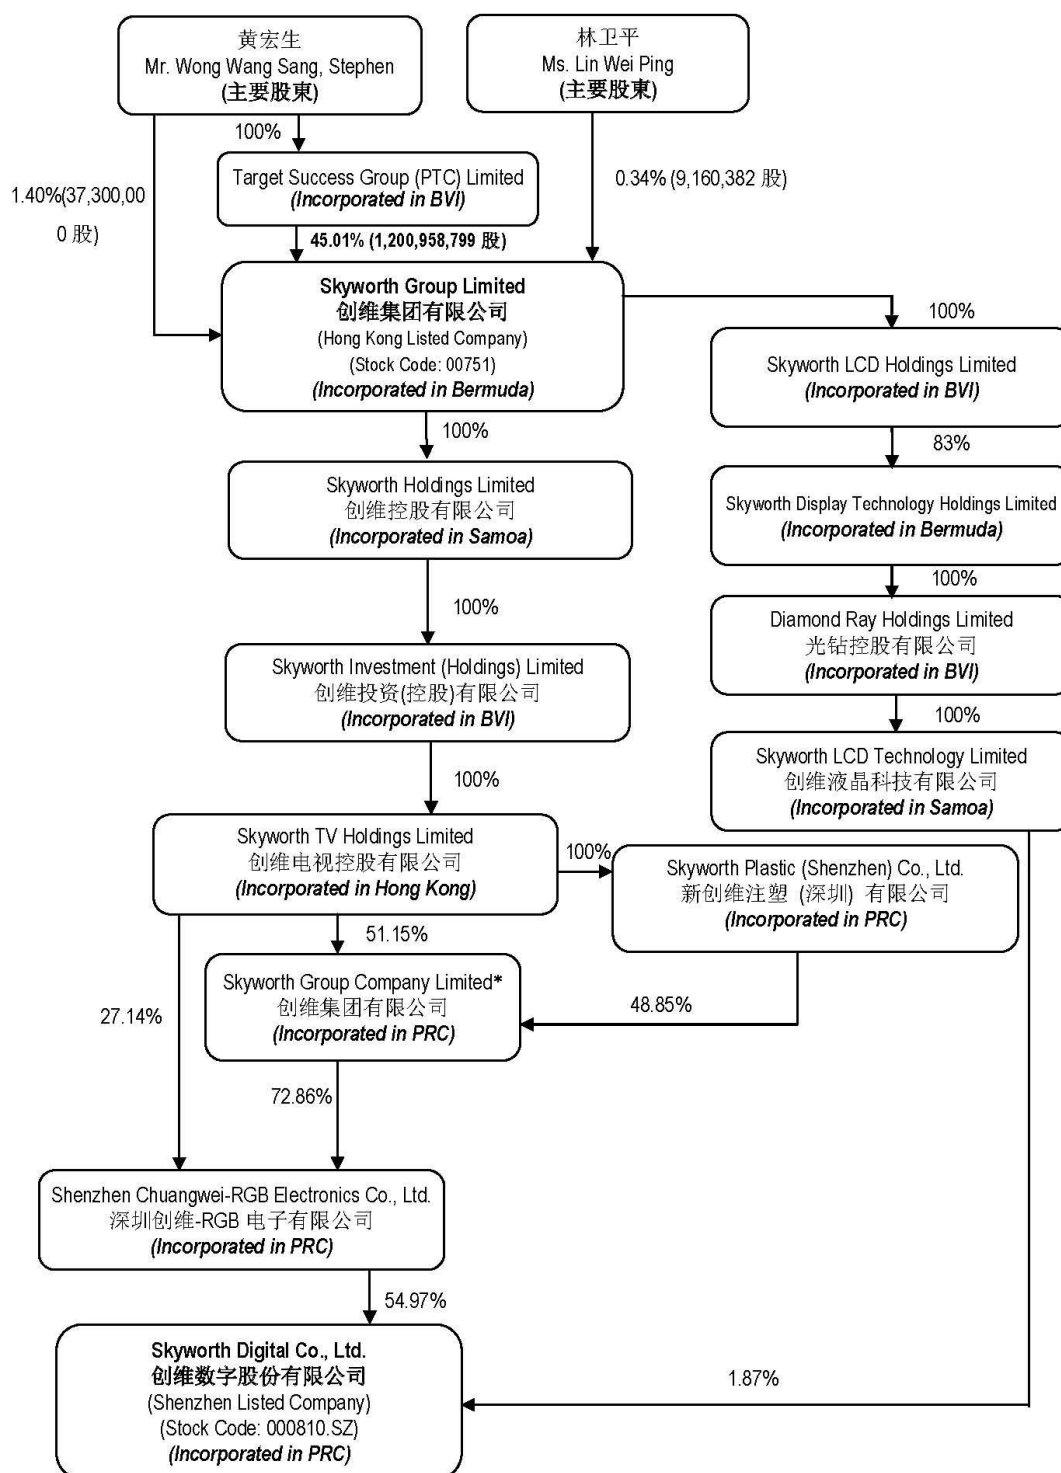 黄宏生
Mr. Wong Wang Sang, Stephen
(主要股東)
林卫平
Ms. Lin Wei Ping
(主要股東)
100%
1.40%(37,300,00
0 股)
Target Success Group (PTC) Limited
(Incorporated in BVI)
0.34% (9,160,382 股)
45.01% (1,200,958,799 股)
Skyworth Group Limited
创维集团有限公司
(Hong Kong Listed Company)
(Stock Code: 00751)
(Incorporated in Bermuda)
100%
Skyworth LCD Holdings Limited
(Incorporated in BVI)
100%
83%
Skyworth Holdings Limited
创维控股有限公司
(Incorporated in Samoa)
Skyworth Display Technology Holdings Limited
(Incorporated in Bermuda)
100%
100%
Diamond Ray Holdings Limited
光钻控股有限公司
(Incorporated in BVI)
Skyworth Investment (Holdings) Limited
创维投资(控股)有限公司
(Incorporated in BVI)
100%
100%
Skyworth LCD Technology Limited
创维液晶科技有限公司
(Incorporated in Samoa)
Skyworth TV Holdings Limited
创维电视控股有限公司
(Incorporated in Hong Kong)
100%
Skyworth Plastic (Shenzhen) Co., Ltd.
新创维注塑 (深圳) 有限公司
(Incorporated in PRC)
51.15%
27.14%
Skyworth Group Company Limited*
创维集团有限公司
(Incorporated in PRC)
48.85%
72.86%
Shenzhen Chuangwei-RGB Electronics Co., Ltd.
深圳创维-RGB 电子有限公司
(Incorporated in PRC)
54.97%
Skyworth Digital Co., Ltd.
创维数字股份有限公司
(Shenzhen Listed Company)
(Stock Code: 000810.SZ)
(Incorporated in PRC)
1.87%